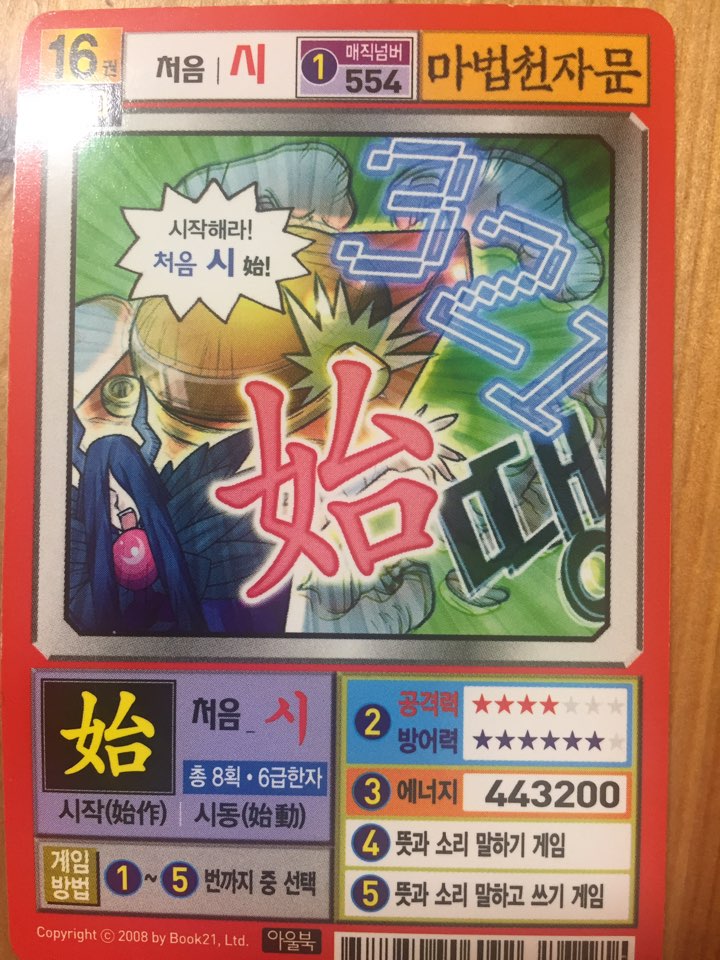 16권
처음 | 시
1 매직넘버 554
마법천자문
시작해라!
처음 시 始!
3
2
1
始
땡
始
처음_시
총 8획·6급한자
시작(始作) | 시동(始動)
게임방법 1~5 번까지 중 선택
2 공격력 ★★★★★★★
방어력 ★★★★★★★
3 에너지 443200
4 뜻과 소리 말하기 게임
5 뜻과 소리 말하고 쓰기 게임
Copyright ⓒ 2008 by Book21, Ltd. 아울북